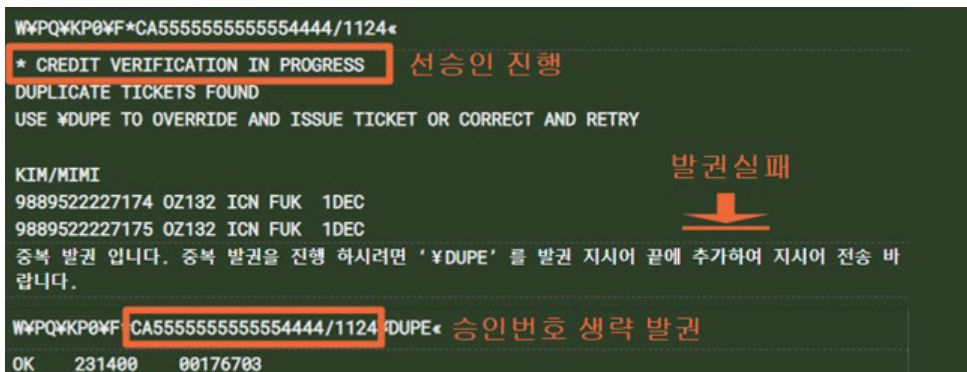 W¥PQ¥KP0¥F*CA5555555555554444/1124«
* CREDIT VERIFICATION IN PROGRESS 선승인 진행
DUPLICATE TICKETS FOUND
USE ¥DUPE TO OVERRIDE AND ISSUE TICKET OR CORRECT AND RETRY
KIM/MIMI 발권실패
9889522227174 OZ132 ICN FUK 1DEC
9889522227175 OZ132 ICN FUK 1DEC
중복 발권 입니다. 중복 발권을 진행 하시려면 ‘¥DUPE’ 를 발권 지시어 끝에 추가하여 지시어 전송 바
랍니다.
W¥PQ¥KP0¥F*CA5555555555554444/1124¥DUPE« 승인번호 생략 발권
OK 231400 00176703